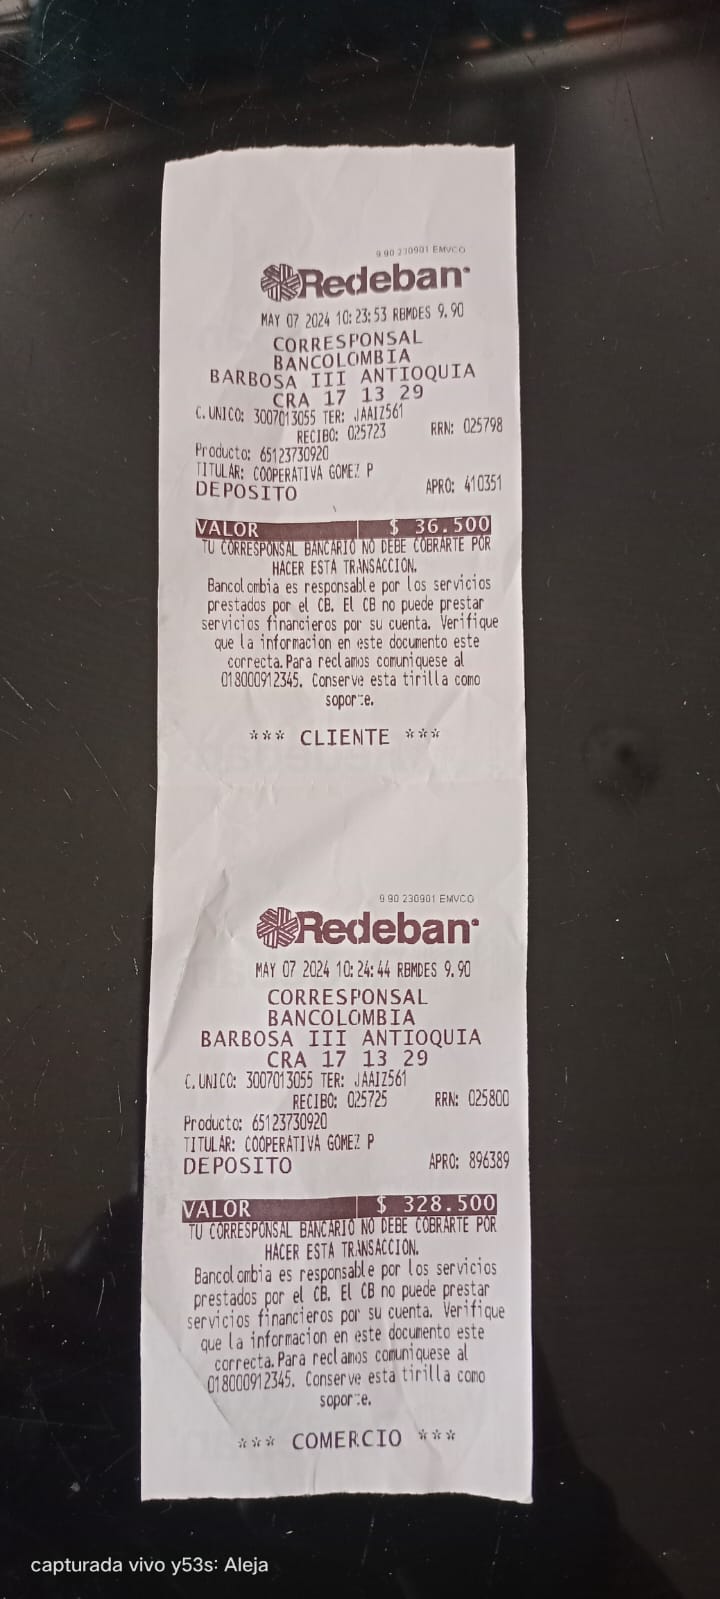 9 90 230901 EMVCO
Redeban
MAY 07 2024 10:23:53 RBMDES 9.90
CORRESPONSAL
BANCOLOMBIA
BARBOSA III ANTIOQUIA
CRA 17 13 29
C.UNICO: 3007013055 TER: JAAIZ561
RECIBO: 025723 RRN: 025798
Producto: 65123730920
TITULAR: COOPERATIVA GOMEZ P
DEPOSITO APRO: 410351
VALOR $ 36.500
TU CORRESPONSAL BANCARIO NO DEBE COBRARTE POR
HACER ESTA TRANSACCION.
Bancolombia es responsable por los servicios
prestados por el CB. El CB no puede prestar
servicios financieros por su cuenta. Verifique
que la informacion en este documento este
correcta.Para reclamos comuniquese al
018000912345. Conserve esta tirilla como
soporte.
*** CLIENTE ***
9 90 230901 EMVCO
Redeban
MAY 07 2024 10:24:44 RBMDES 9.90
CORRESPONSAL
BANCOLOMBIA
BARBOSA III ANTIOQUIA
CRA 17 13 29
C.UNICO: 3007013055 TER: JAAIZ561
RECIBO: 025725 RRN: 025800
Producto: 65123730920
TITULAR: COOPERATIVA GOMEZ P
DEPOSITO APRO: 896389
VALOR $ 328.500
TU CORRESPONSAL BANCARIO NO DEBE COBRARTE POR
HACER ESTA TRANSACCION.
Bancolombia es responsable por los servicios
prestados por el CB. El CB no puede prestar
servicios financieros por su cuenta. Verifique
que la informacion en este documento este
correcta.Para reclamos comuniquese al
018000912345. Conserve esta tirilla como
soporte.
*** COMERCIO ***
capturada vivo y53s: Aleja